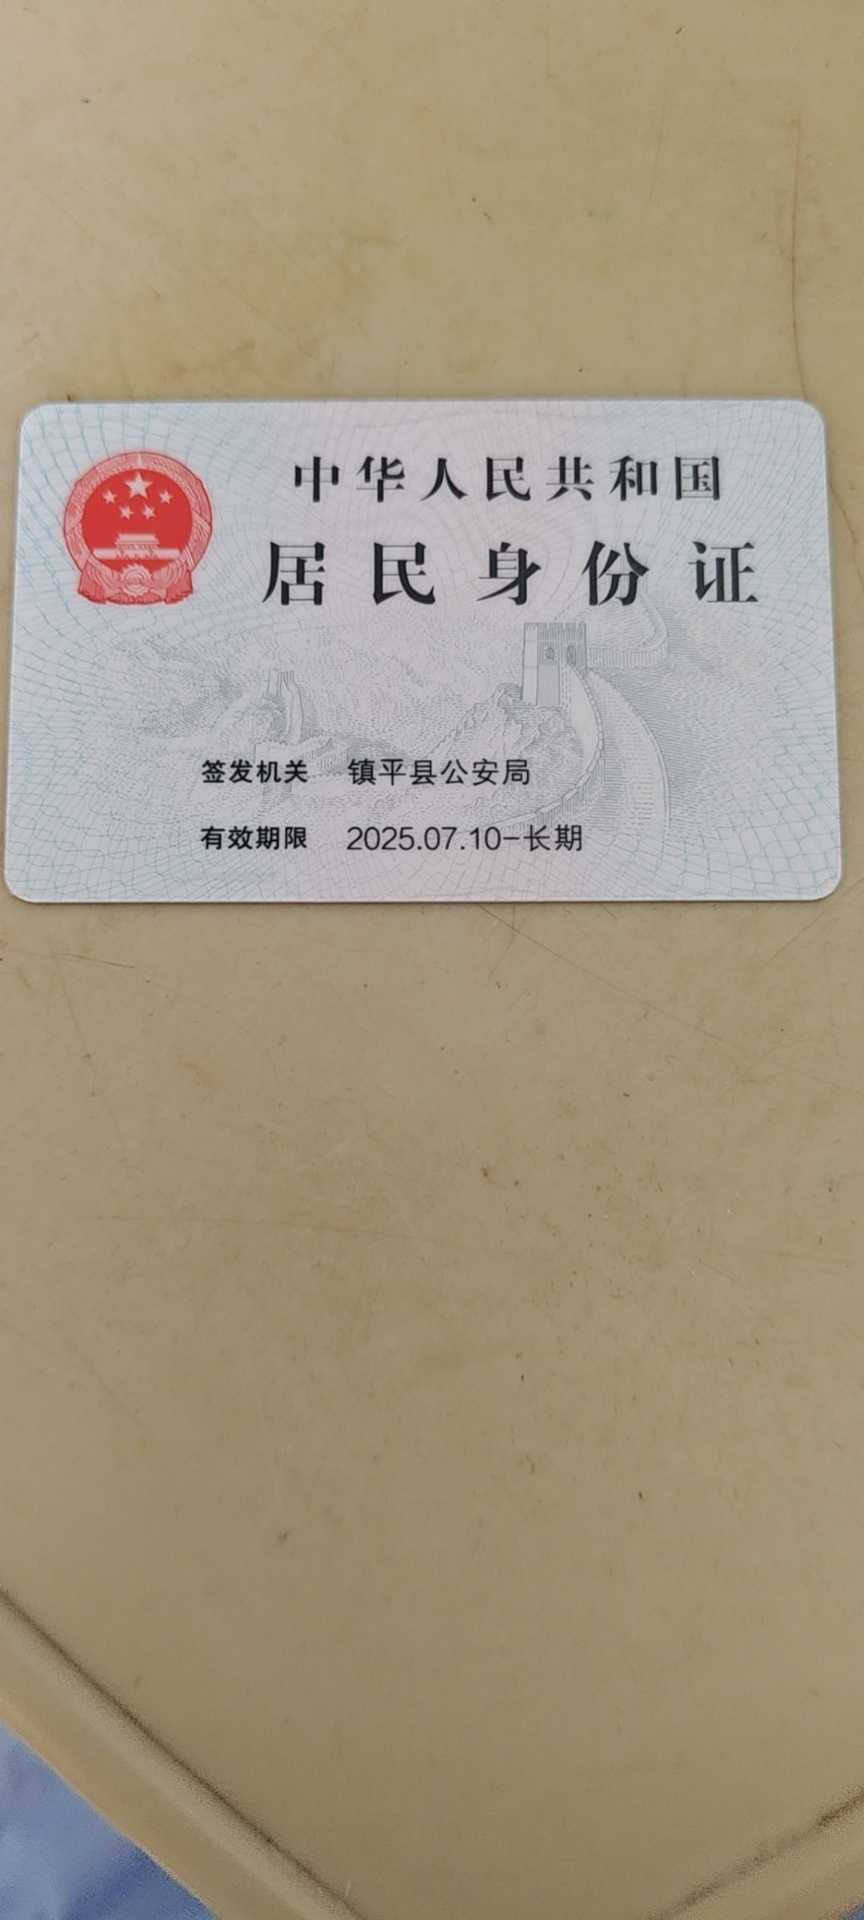 中华人民共和国
居民身份证
签发机关 镇平县公安局
有效期限 2025.07.10-长期